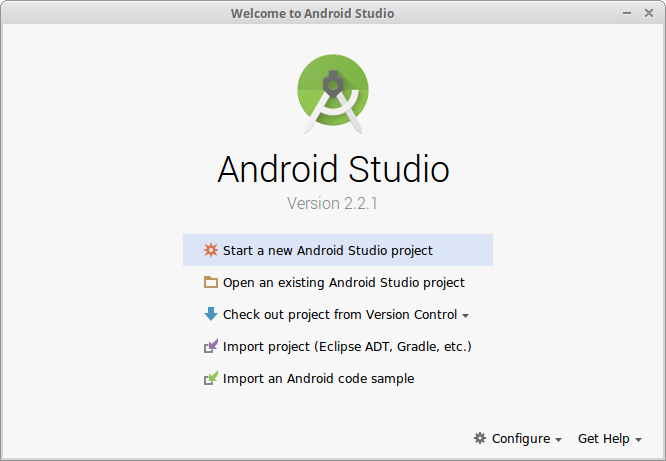 Welcome to Android Studio
Android Studio
Version 2.2.1
Start a new Android Studio project
Open an existing Android Studio project
Check out project from Version Control
Import project (Eclipse ADT, Gradle, etc.)
Import an Android code sample
Configure Get Help